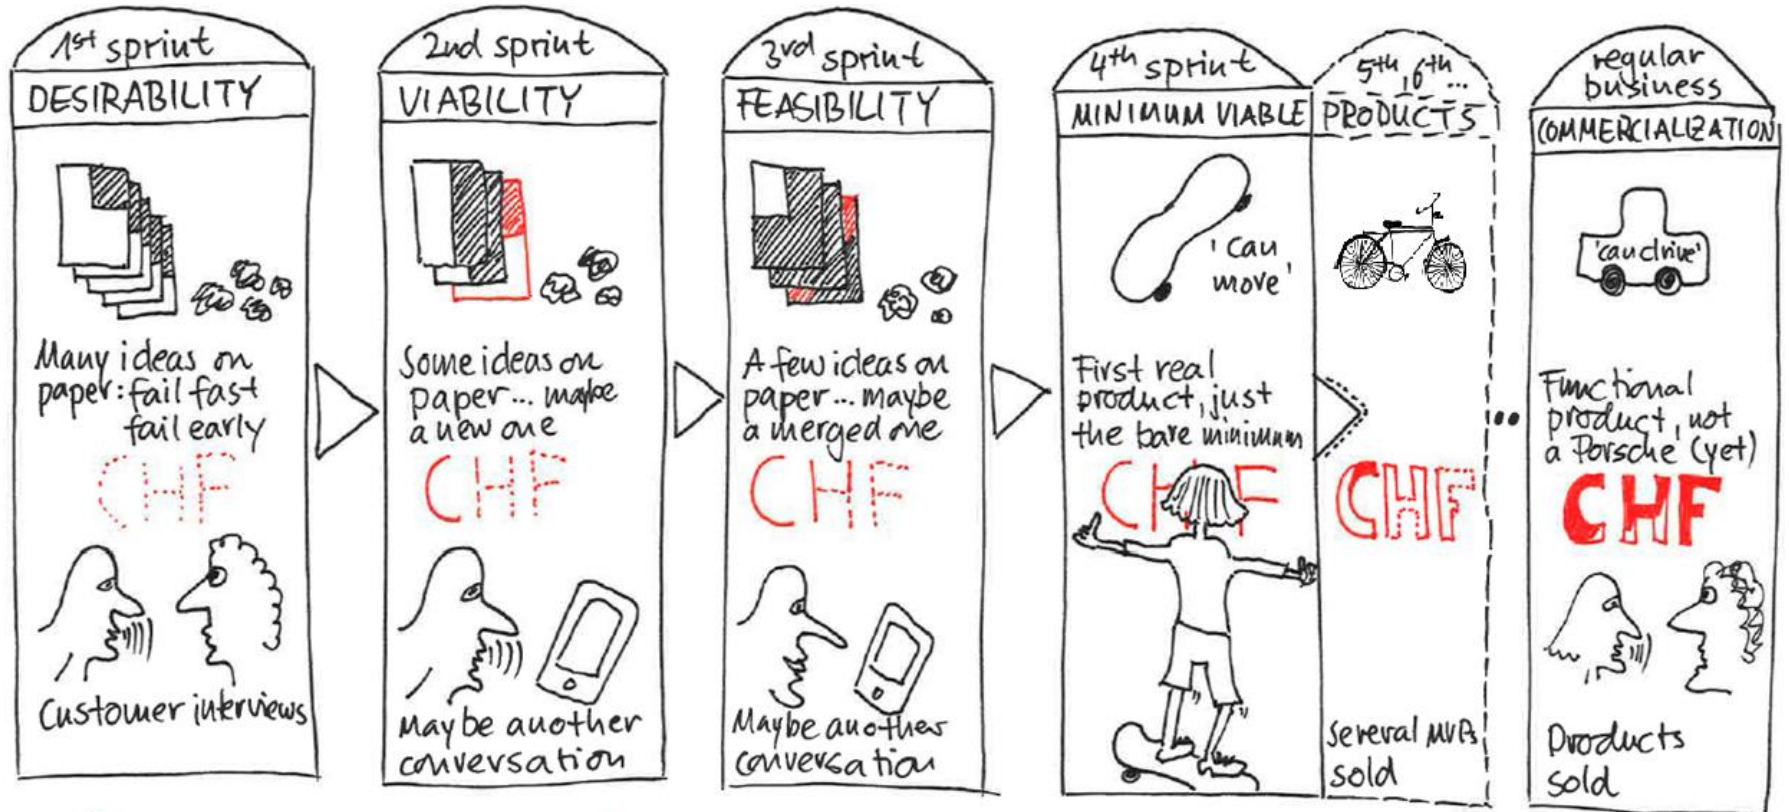 1st sprint
DESIRABILITY
Many ideas on
paper: fail fast
fail early
CHF
Customer interviews
2nd sprint
VIABILITY
Some ideas on
paper... maybe
a new one
CHF
Maybe another
conversation
3rd sprint
FEASIBILITY
A few ideas on
paper... maybe
a merged one
CHF
Maybe another
conversation
4th sprint
MINIMUM VIABLE
'can
move'
First real
product, just
the bare minimum
CHF
5th, 6th...
PRODUCTS
CHF
several MVPs
sold
regular
business
COMMERCIALIZATION
'can drive'
Functional
product, not
a Porsche (yet)
CHF
Products
sold